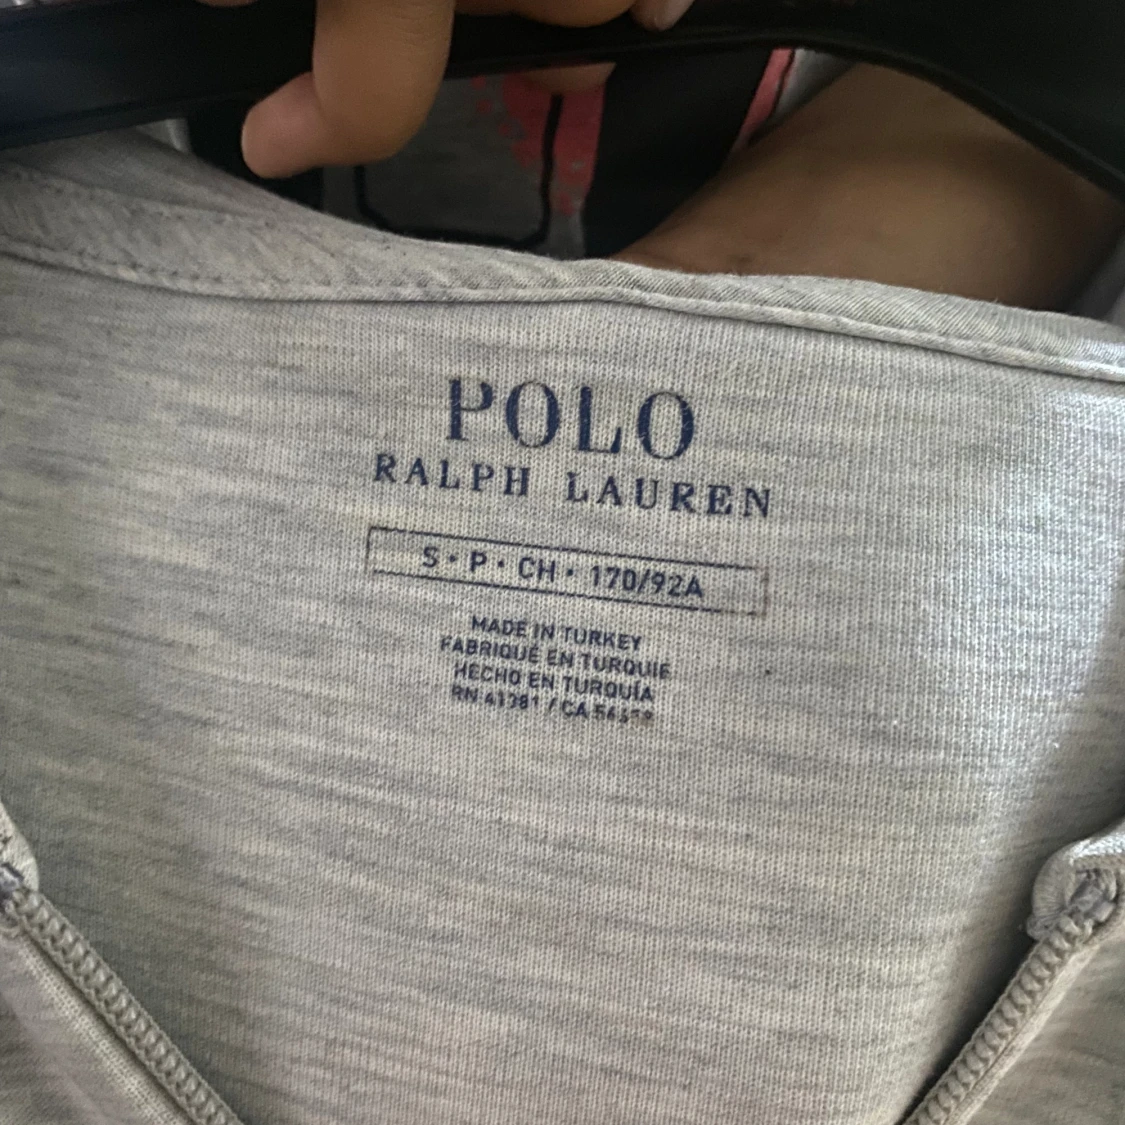 POLO
RALPH LAUREN
S • P • CH • 170/92A
MADE IN TURKEY
FABRIQUÉ EN TURQUIE
HECHO EN TURQUÍA
RN 41381 / CA